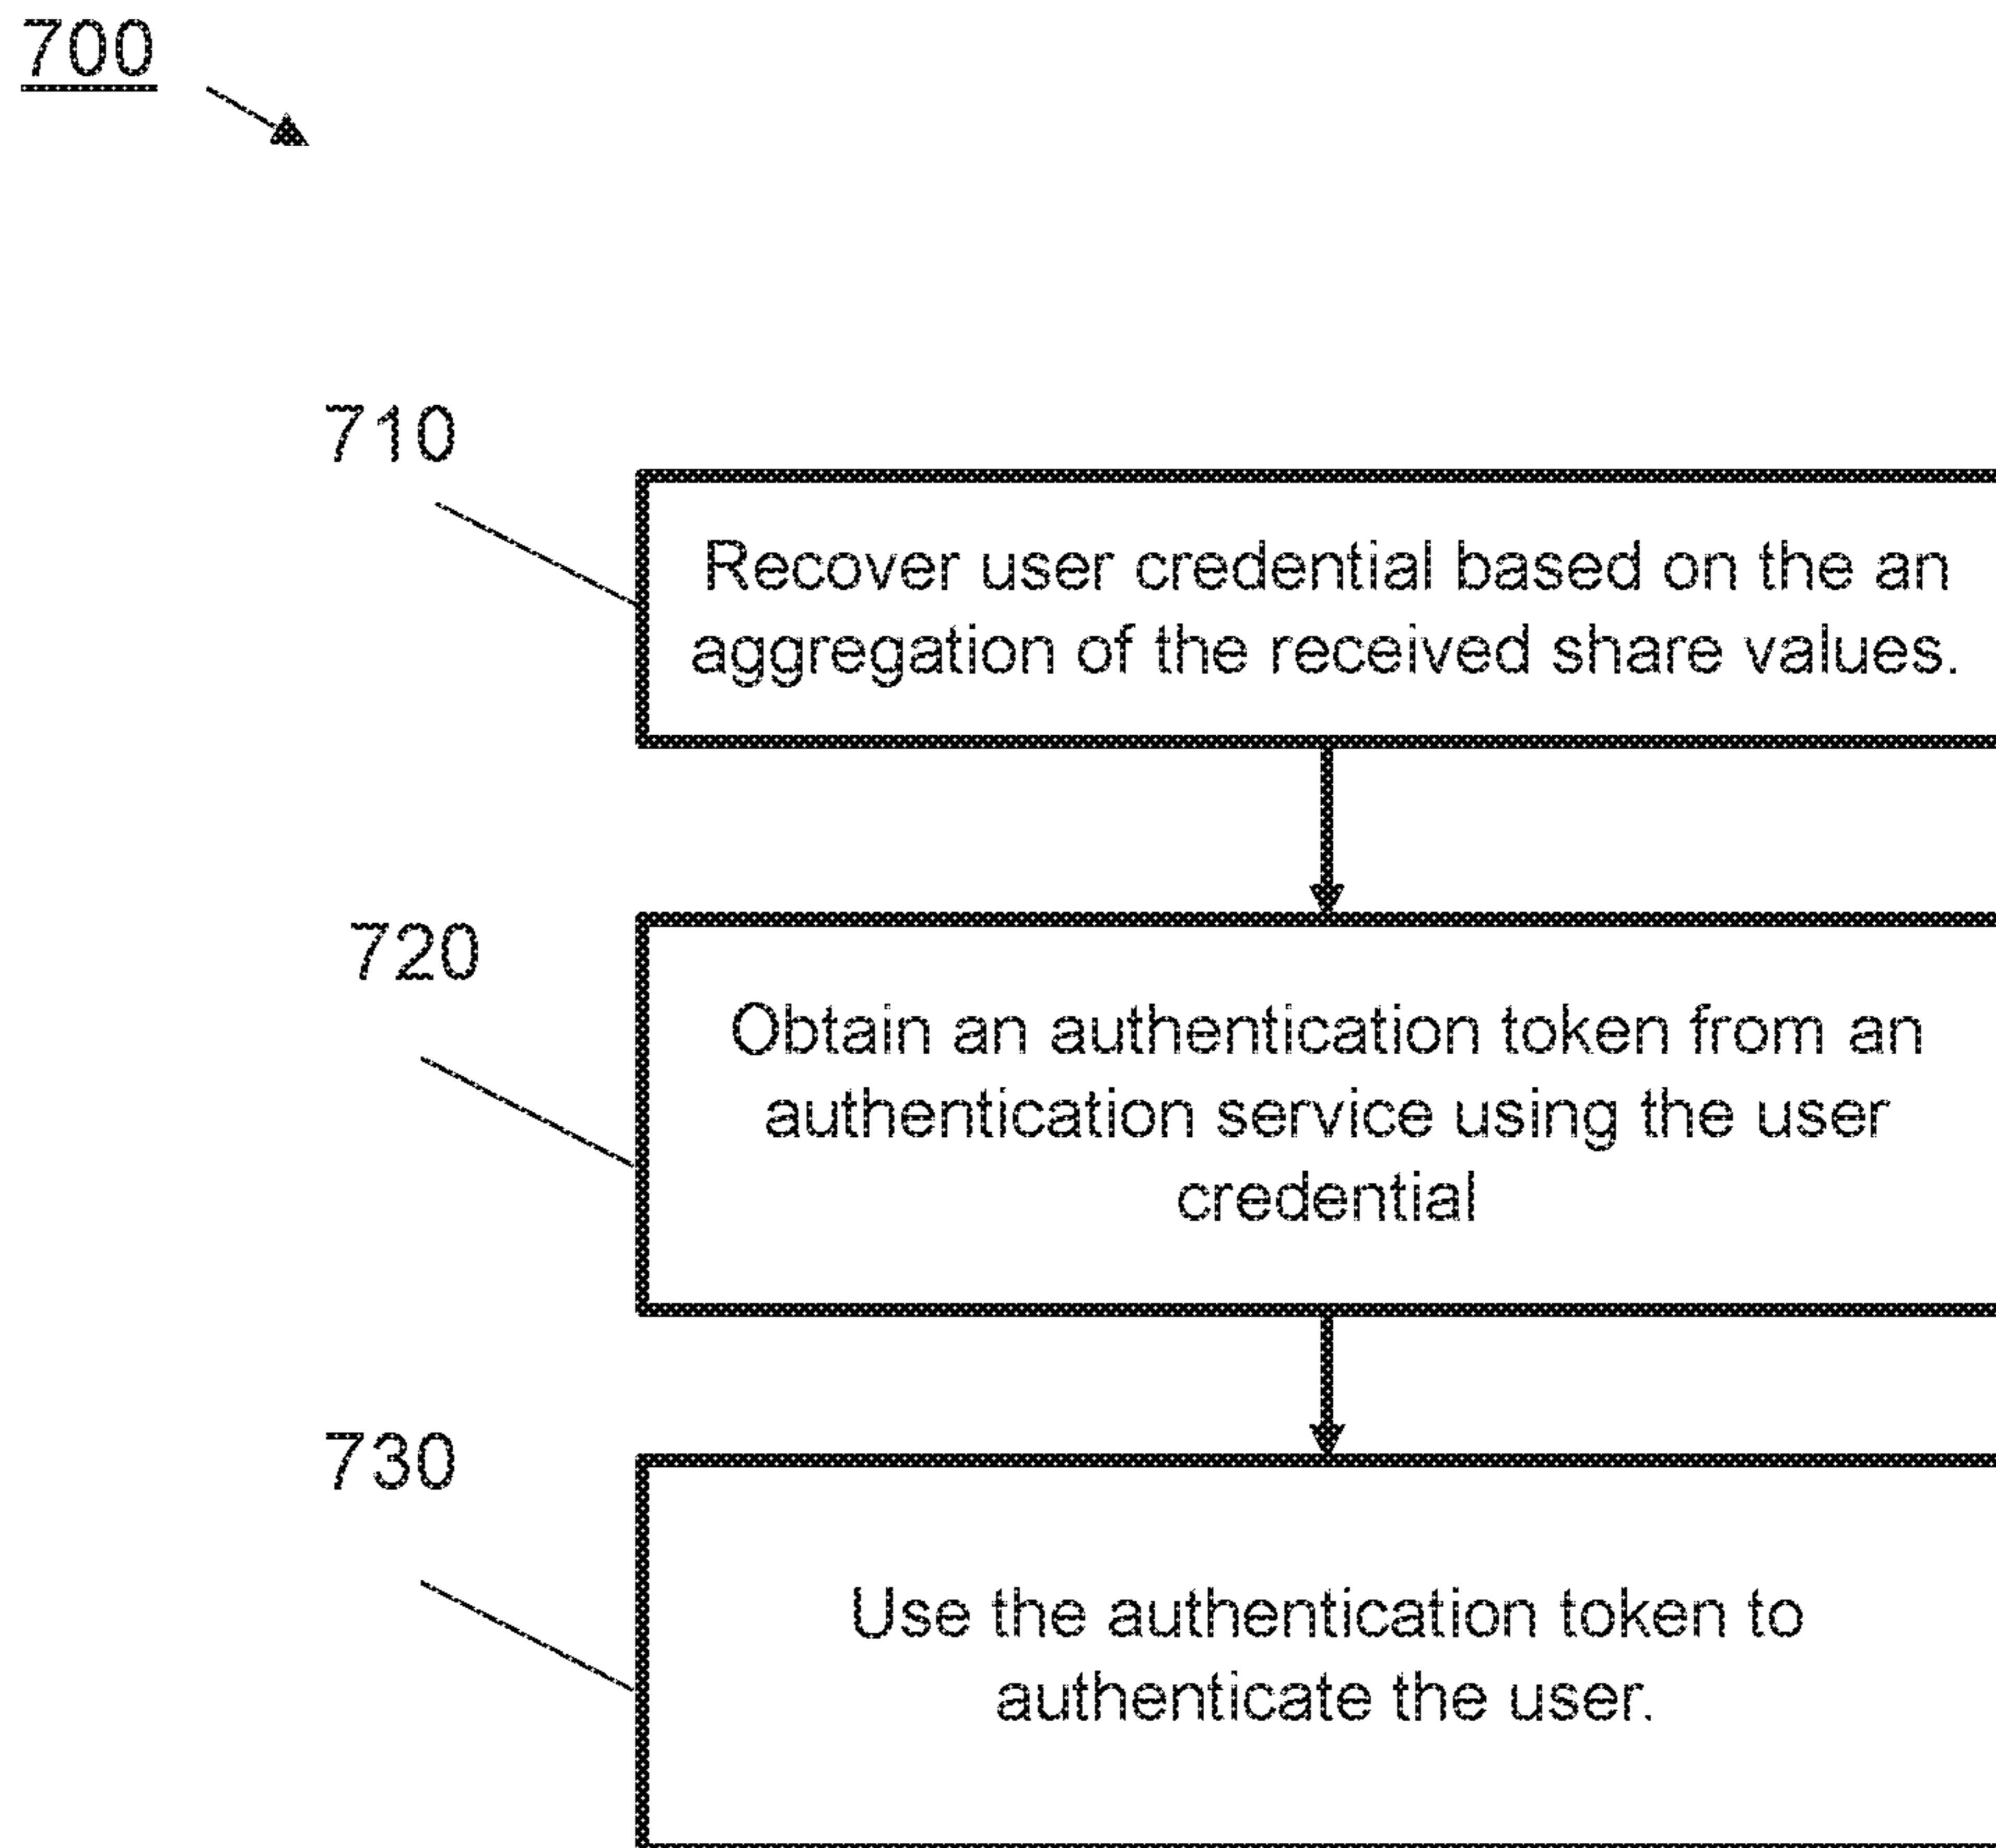 700
710
Recover user credential based on the an
aggregation of the received share values.
720
Obtain an authentication token from an
authentication service using the user
credential
730
Use the authentication token to
authenticate the user.